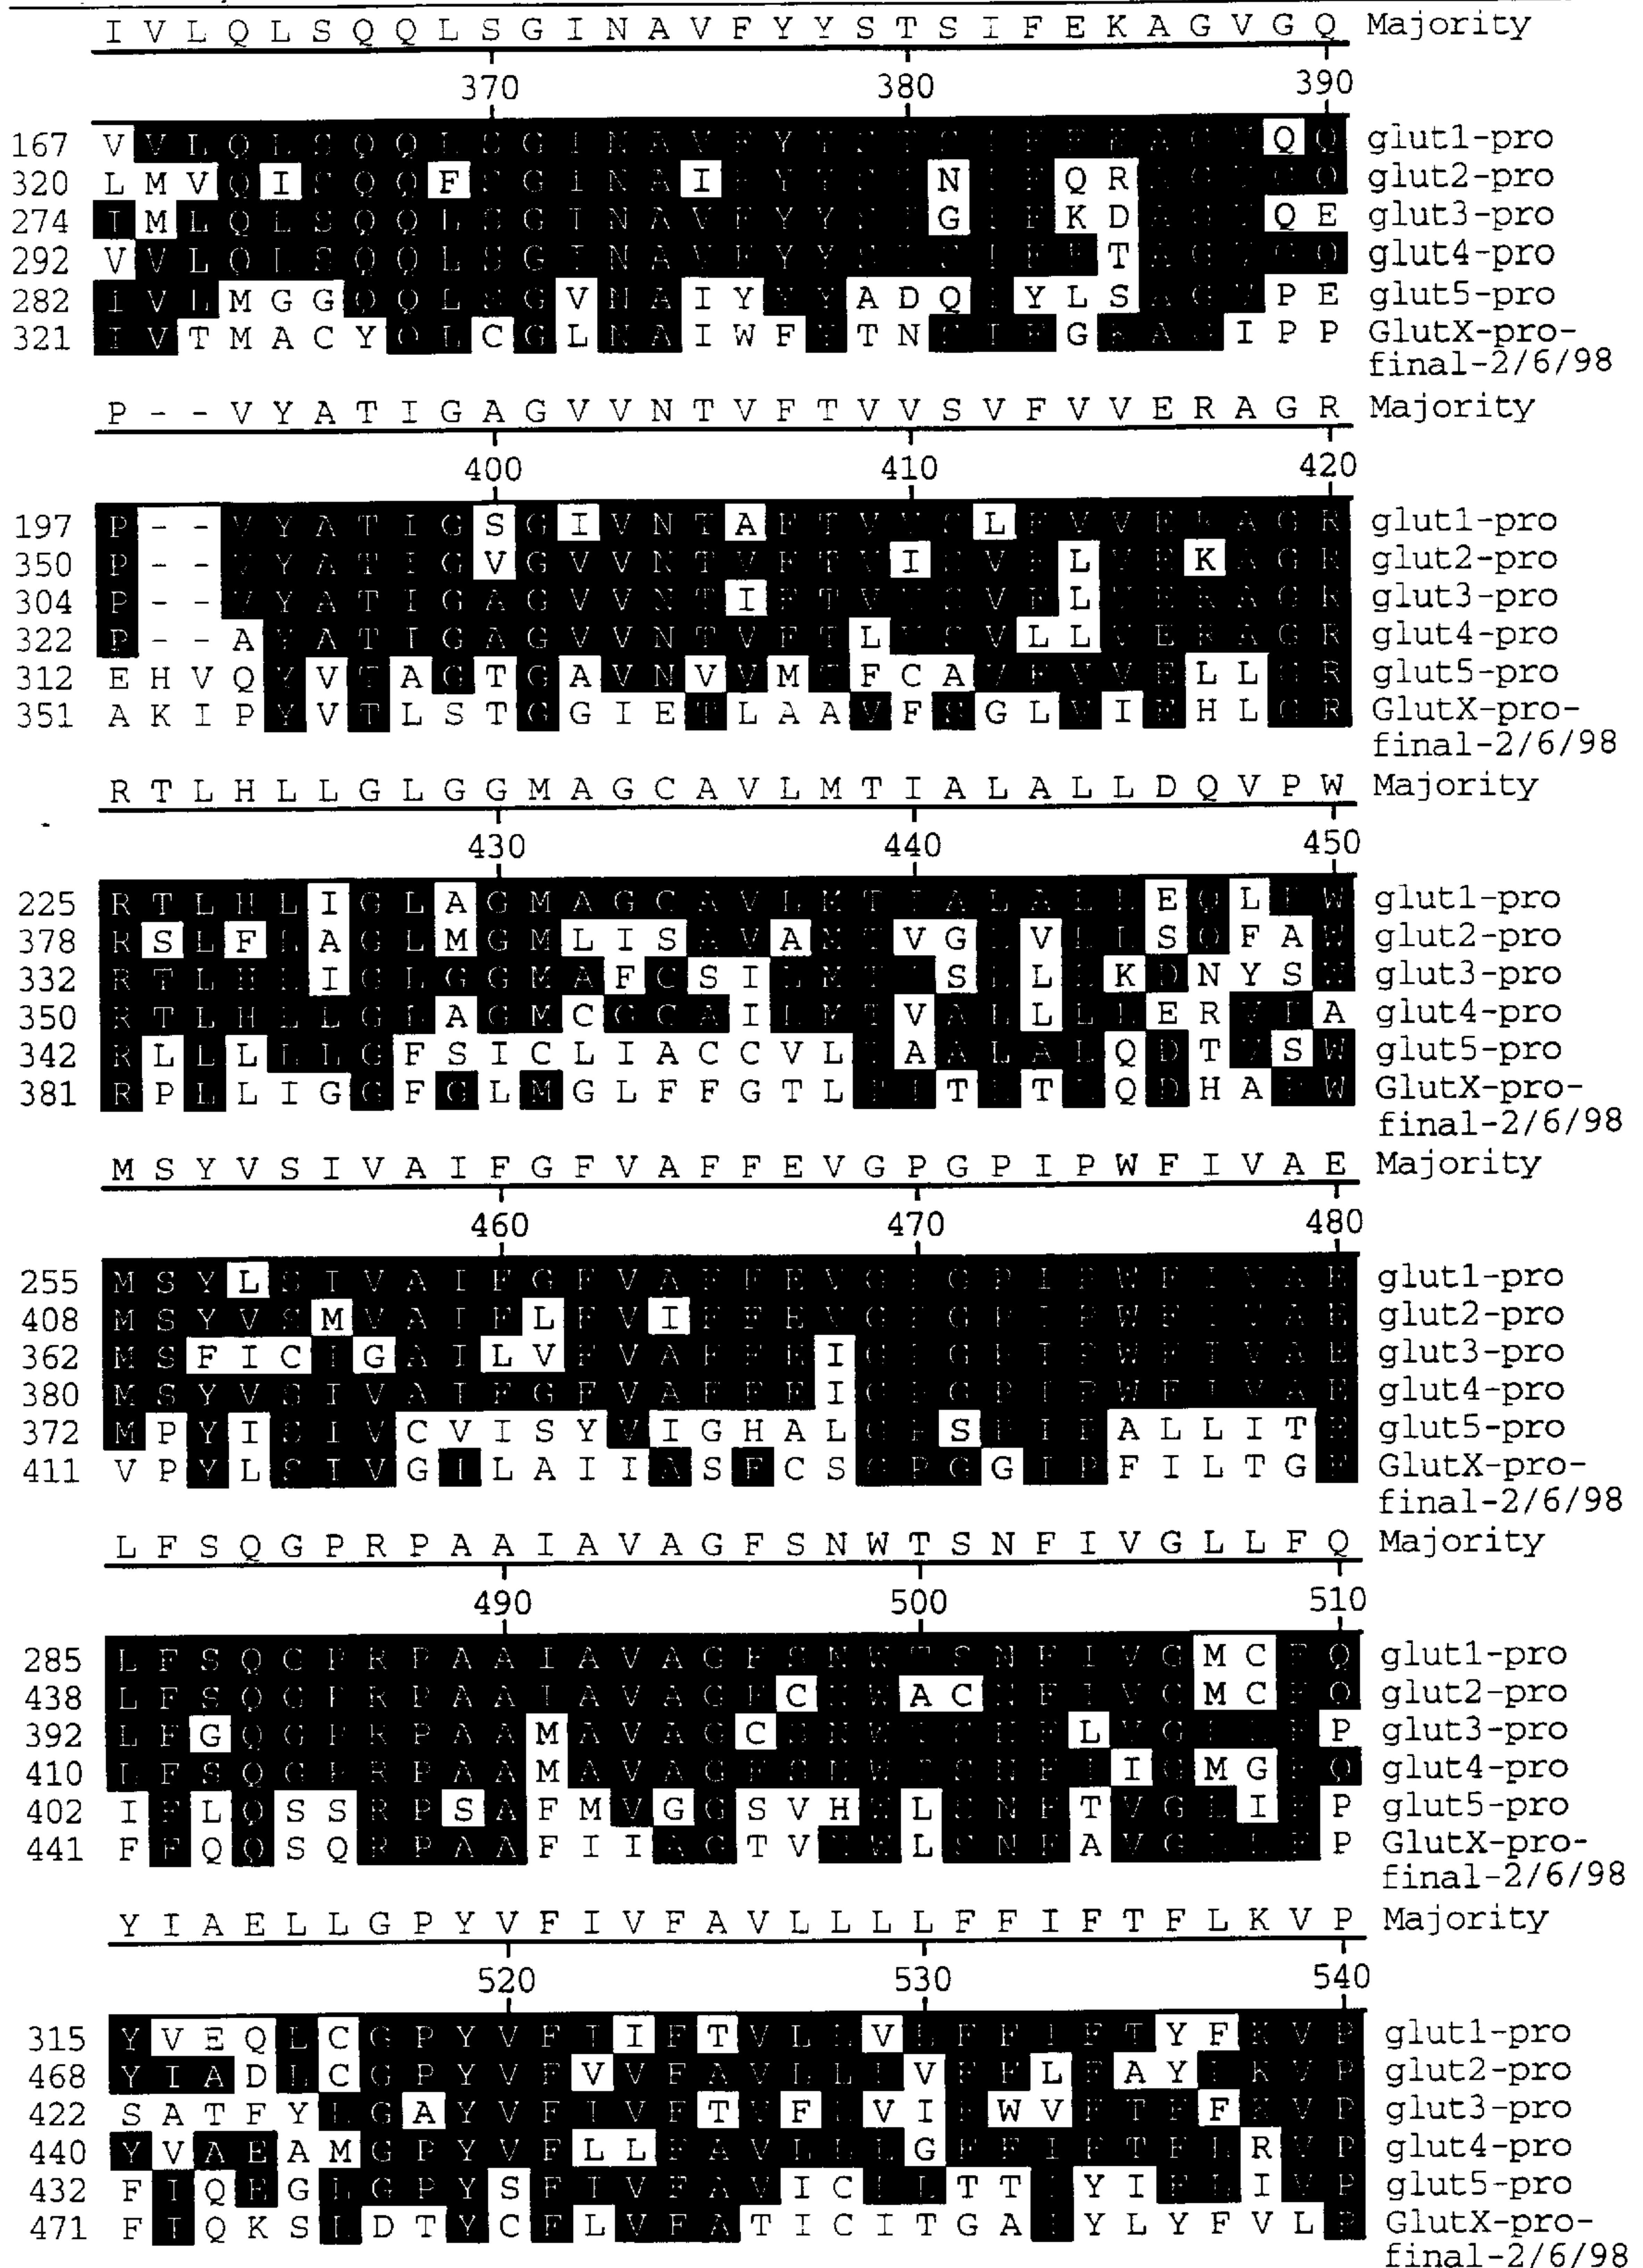 I V L Q L S Q Q L S G I N A V F Y Y S T S I F E K A G V G Q Majority
370 380 390
167 V V L Q L S Q Q L S G I N A V F Y Y S T S I F E K A G V Q Q glut1-pro
320 L M V Q I S Q Q F S G I N A I F Y Y S T N I F Q R A G V G Q glut2-pro
274 I M L Q L S Q Q L S G I N A V F Y Y S T G I F K D A G V Q E glut3-pro
292 V V L Q L S Q Q L S G I N A V F Y Y S T S I F E T A G V G Q glut4-pro
282 I V L M G G Q Q L S G V N A I Y Y Y A D Q I Y L S A G V P E glut5-pro
321 I V T M A C Y Q L C G L N A I W F Y T N S I F G K A G I P P GlutX-pro-
final-2/6/98
P - - V Y A T I G A G V V N T V F T V V S V F V V E R A G R Majority
400 410 420
197 P - - V Y A T I G S G I V N T A F T V V S L F V V E R A G R glut1-pro
350 P - - V Y A T I G V G V V N T V F T V I S V F L V E K A G R glut2-pro
304 P - - V Y A T I G A G V V N T I F T V V S V F L V E R A G R glut3-pro
322 P - - A Y A T I G A G V V N T V F T L V S V L L V E R A G R glut4-pro
312 E H V Q Y V T A G T G A V N V V M T F C A V F V V E L L G R glut5-pro
351 A K I P Y V T L S T G G I E T L A A V F S G L V I E H L G R GlutX-pro-
final-2/6/98
R T L H L L G L G G M A G C A V L M T I A L A L L D Q V P W Majority
430 440 450
225 R T L H L I G L A G M A G C A V L M T I A L A L L E Q L P W glut1-pro
378 R S L F L A G L M G M L I S A V A M T V G L V L L S Q F A W glut2-pro
332 R T L H L I G L G G M A F C S I L M T I S L L L K D N Y S W glut3-pro
350 R T L H L L G L A G M C G C A I L M T V A L L L L E R V P A glut4-pro
342 R L L L L L G F S I C L I A C C V L T A A L A L Q D T V S W glut5-pro
381 R P L L I G G F G L M G L F F G T L T I T L T L Q D H A P W GlutX-pro-
final-2/6/98
M S Y V S I V A I F G F V A F F E V G P G P I P W F I V A E Majority
460 470 480
255 M S Y L S I V A I F G F V A F F E V G P G P I P W F I V A E glut1-pro
408 M S Y V S M V A I F L F V I F F E V G P G P I P W F I V A E glut2-pro
362 M S F I C I G A I L V F V A F F E I G P G P I P W F I V A E glut3-pro
380 M S Y V S I V A I F G F V A F F E I G P G P I P W F I V A E glut4-pro
372 M P Y I S I V C V I S Y V I G H A L G P S P I P A L L I T E glut5-pro
411 V P Y L S I V G I L A I I A S F C S G P G G I P F I L T G E GlutX-pro-
final-2/6/98
L F S Q G P R P A A I A V A G F S N W T S N F I V G L L F Q Majority
490 500 510
285 L F S Q G P R P A A I A V A G F S N W T S N F I V G M C F Q glut1-pro
438 L F S Q G P R P A A I A V A G F C N W A C N F I V G M C F Q glut2-pro
392 L F G Q G P R P A A M A V A G C S N W T S N F L V G L L F P glut3-pro
410 L F S Q G P R P A A M A V A G F S N W T S N F I I G M G F Q glut4-pro
402 I F L Q S S R P S A F M V G G S V H W L S N F T V G L I F P glut5-pro
441 F F Q Q S Q R P A A F I I A G T V N W L S N F A V G L L F P GlutX-pro-
final-2/6/98
Y I A E L L G P Y V F I V F A V L L L L F F I F T F L K V P Majority
520 530 540
315 Y V E Q L C G P Y V F I I F T V L L V L F F I F T Y F K V P glut1-pro
468 Y I A D L C G P Y V F V V F A V L L L V F F L F A Y L K V P glut2-pro
422 S A T F Y L G A Y V F I V F T V F L V I F W V F T F F K V P glut3-pro
440 Y V A E A M G P Y V F L L F A V L L L G F F I F T F L R V P glut4-pro
432 F I Q E G L G P Y S F I V F A V I C L L T T I Y I F L I V P glut5-pro
471 F I Q K S L D T Y C F L V F A T I C I T G A I Y L Y F V L P GlutX-pro-
final-2/6/98